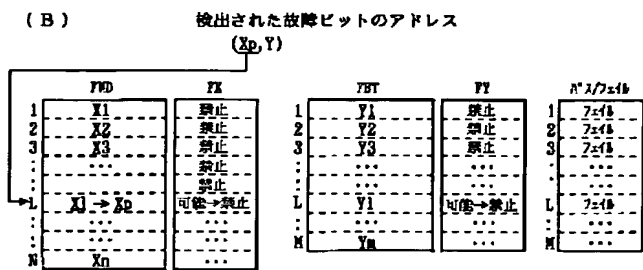 (B) 検出された故障ビットのアドレス
(Xp,Y)
FWD FX FBT FY パス/フェイル
1 X1 禁止 1 Y1 禁止 1 フェイル
2 X2 禁止 2 Y2 禁止 2 フェイル
3 X3 禁止 3 Y3 禁止 3 フェイル
: ・・・ 禁止 : ・・・ ・・・ :
: 禁止 : ・・・ ・・・ :
L Xl→Xp 可能→禁止 L Yl 可能→禁止 L フェイル
: ・・・ ・・・ : ・・・ ・・・ : ・・・
: ・・・ ・・・ M Ym ・・・ M ・・・
N Xn ・・・